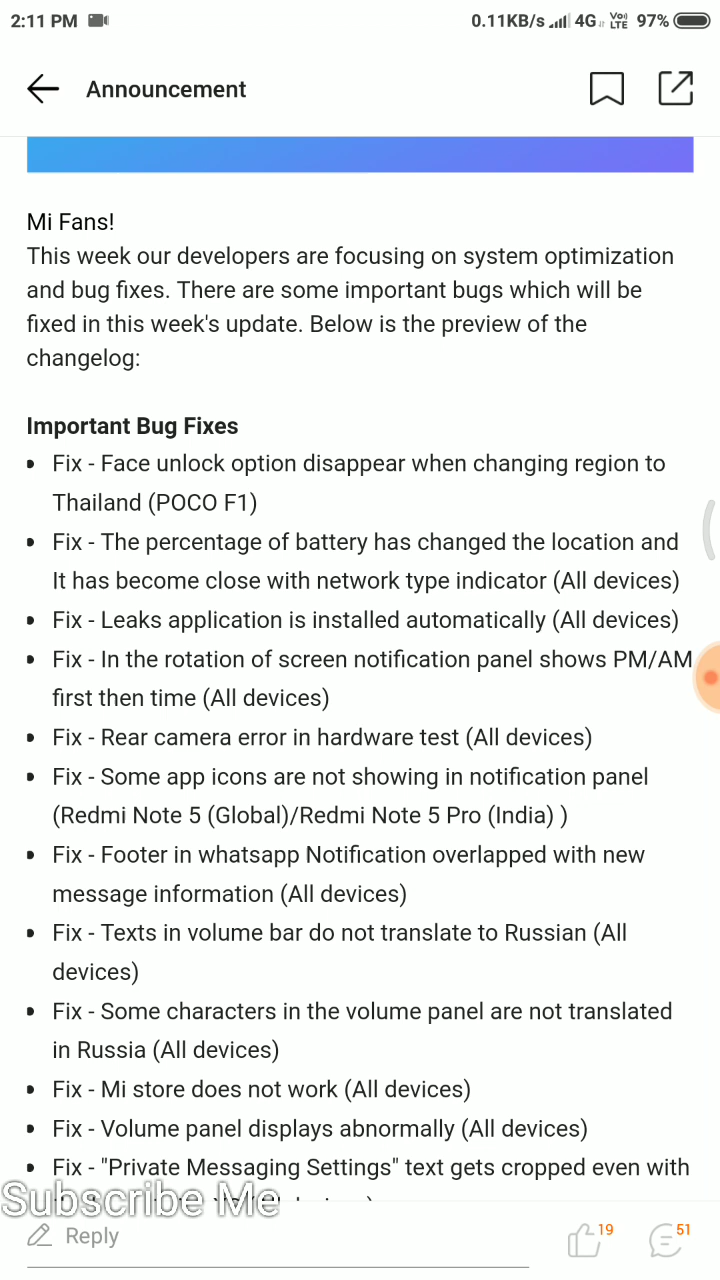 2:11 PM 0.11KB/s 4G Vo) LTE 97%
Announcement
Mi Fans!
This week our developers are focusing on system optimization
and bug fixes. There are some important bugs which will be
fixed in this week's update. Below is the preview of the
changelog:
Important Bug Fixes
Fix - Face unlock option disappear when changing region to
Thailand (POCO F1)
Fix - The percentage of battery has changed the location and
It has become close with network type indicator (All devices)
Fix - Leaks application is installed automatically (All devices)
Fix - In the rotation of screen notification panel shows PM/AM
first then time (All devices)
Fix - Rear camera error in hardware test (All devices)
Fix - Some app icons are not showing in notification panel
(Redmi Note 5 (Global)/Redmi Note 5 Pro (India) )
Fix - Footer in whatsapp Notification overlapped with new
message information (All devices)
Fix - Texts in volume bar do not translate to Russian (All
devices)
Fix - Some characters in the volume panel are not translated
in Russia (All devices)
Fix - Mi store does not work (All devices)
Fix - Volume panel displays abnormally (All devices)
Fix - "Private Messaging Settings" text gets cropped even with
Subscribe Me
Reply 19 51